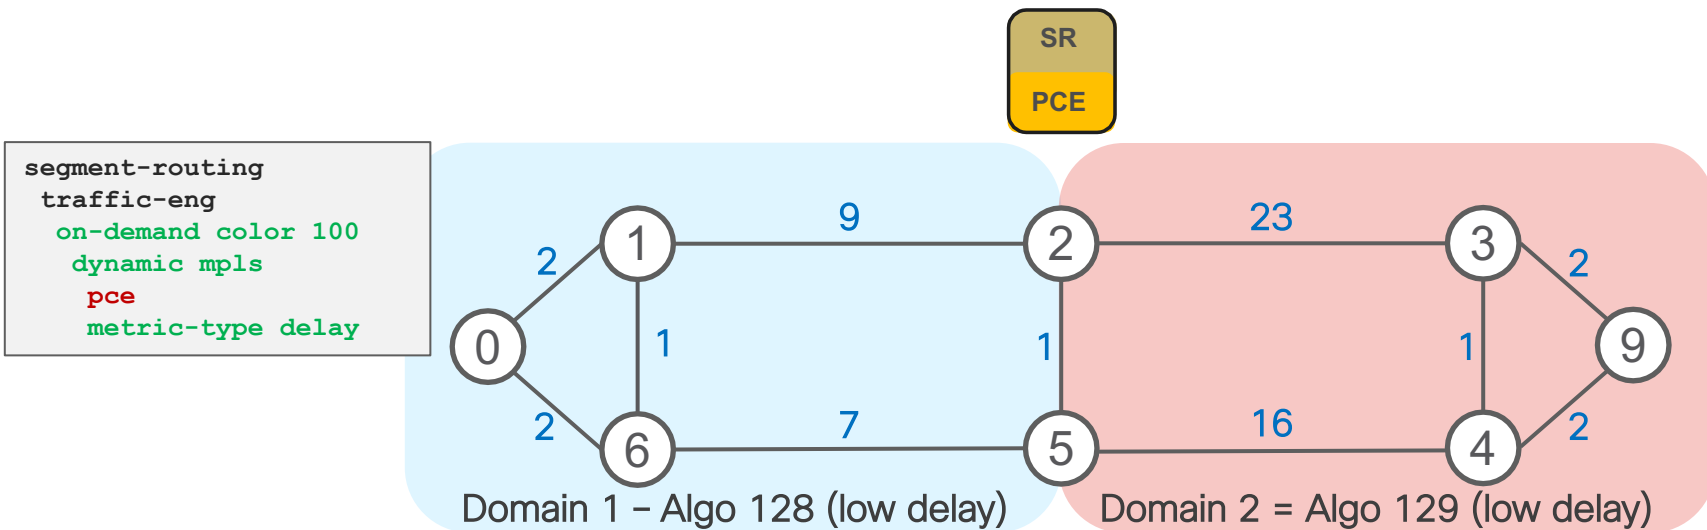 SR
PCE
segment-routing
traffic-eng
on-demand color 100
dynamic mpls
pce
metric-type delay
9
23
1
2
3
2
2
0
1
1
1
9
2
7
16
2
6
5
4
Domain 1 – Algo 128 (low delay)
Domain 2 = Algo 129 (low delay)